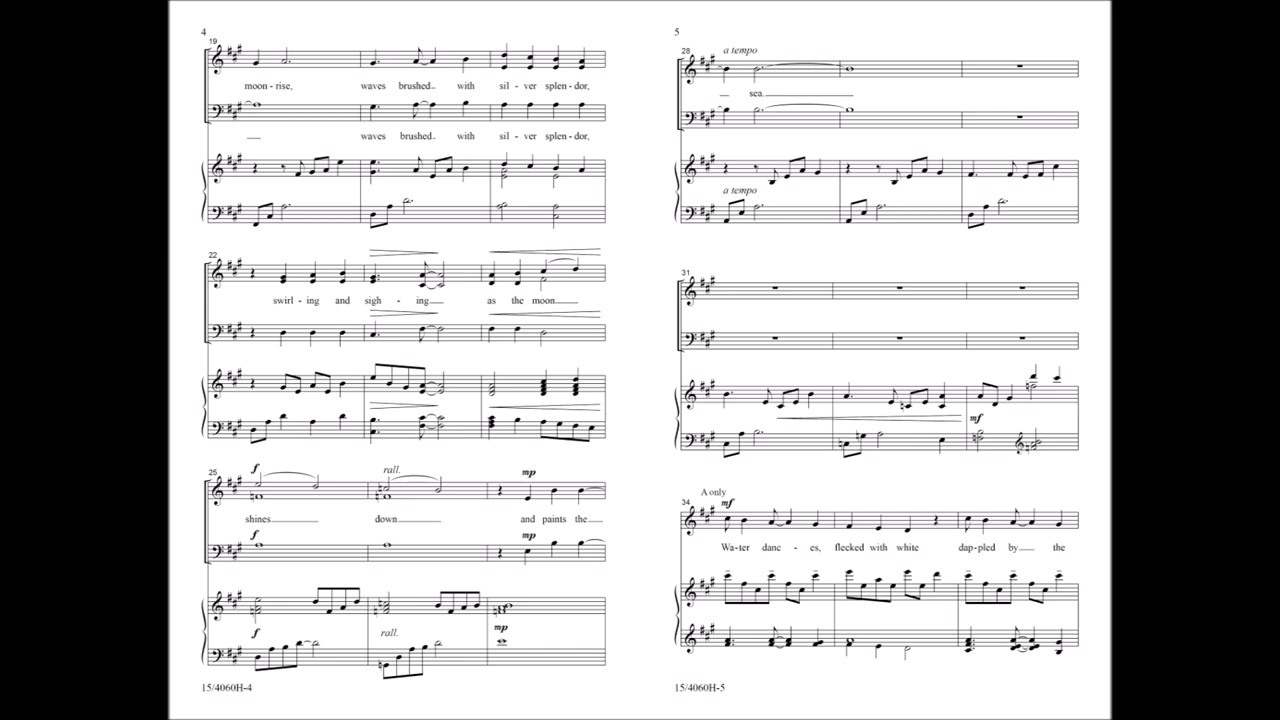 4
19
moon - rise, waves brushed with sil - ver splen - dor,
waves brushed with sil - ver splen - dor,
22
swirl - ing and sigh - ing as the moon
25
f rall. mp
shines down and paints the
f mp
f rall. mp
15/4060H-4
5
28
a tempo
sea.
a tempo
31
mf
34
A only
mf
Wa-ter danc - es, flecked with white dap-pled by the
15/4060H-5